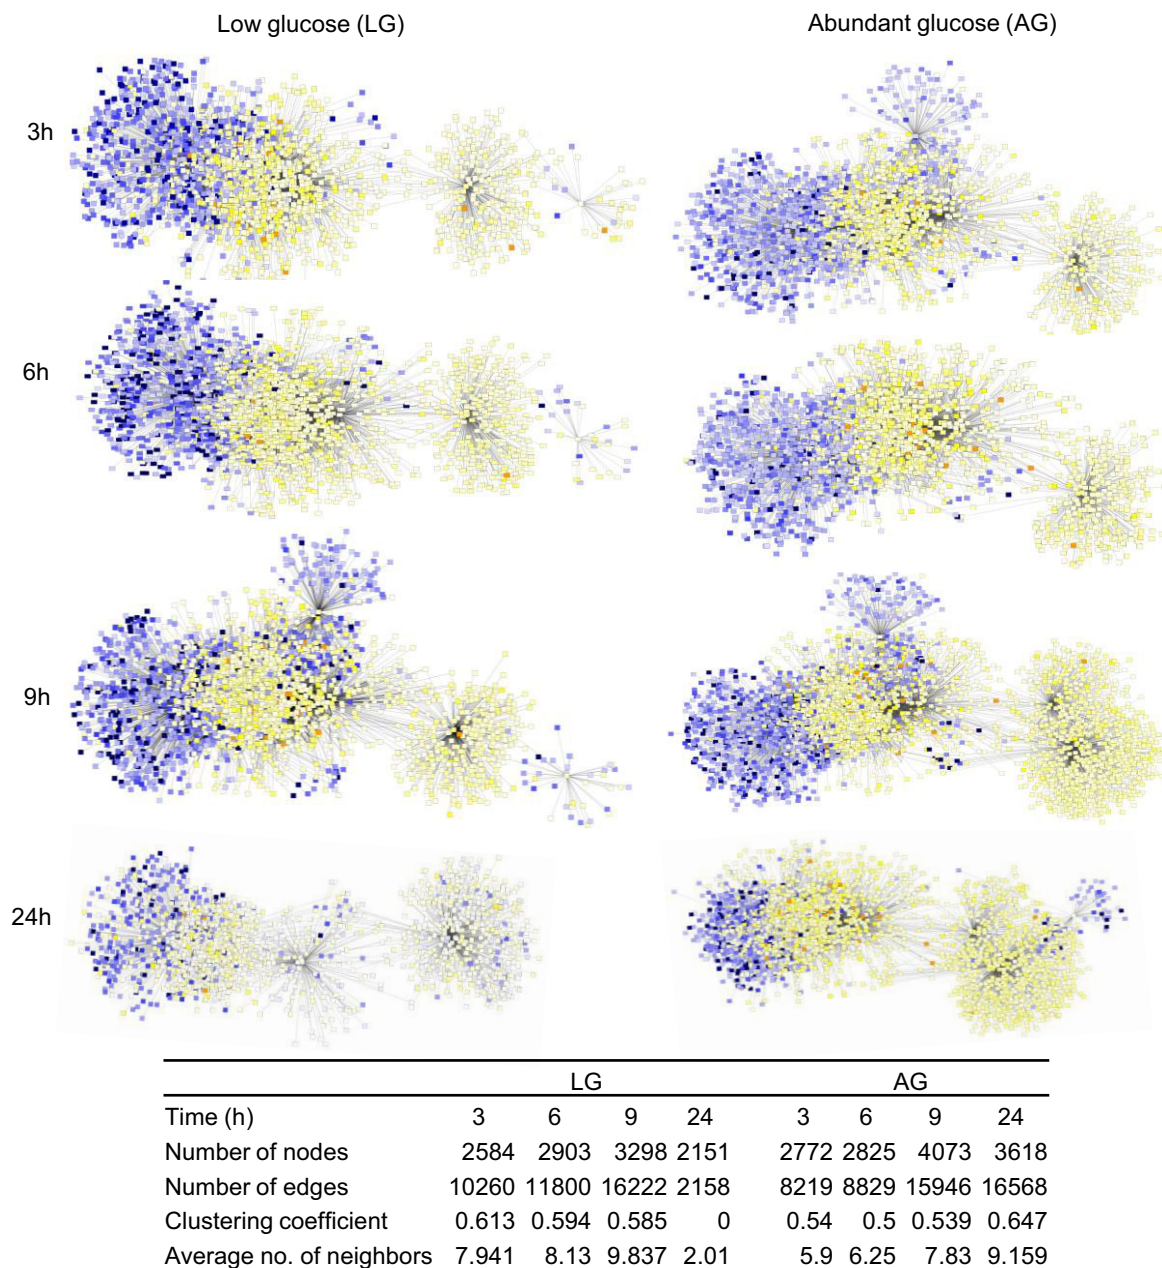 Low glucose (LG) Abundant glucose (AG)
3h
6h
9h
24h
LG AG
Time (h) 3 6 9 24 3 6 9 24
Number of nodes 2584 2903 3298 2151 2772 2825 4073 3618
Number of edges 10260 11800 16222 2158 8219 8829 15946 16568
Clustering coefficient 0.613 0.594 0.585 0 0.54 0.5 0.539 0.647
Average no. of neighbors 7.941 8.13 9.837 2.01 5.9 6.25 7.83 9.159